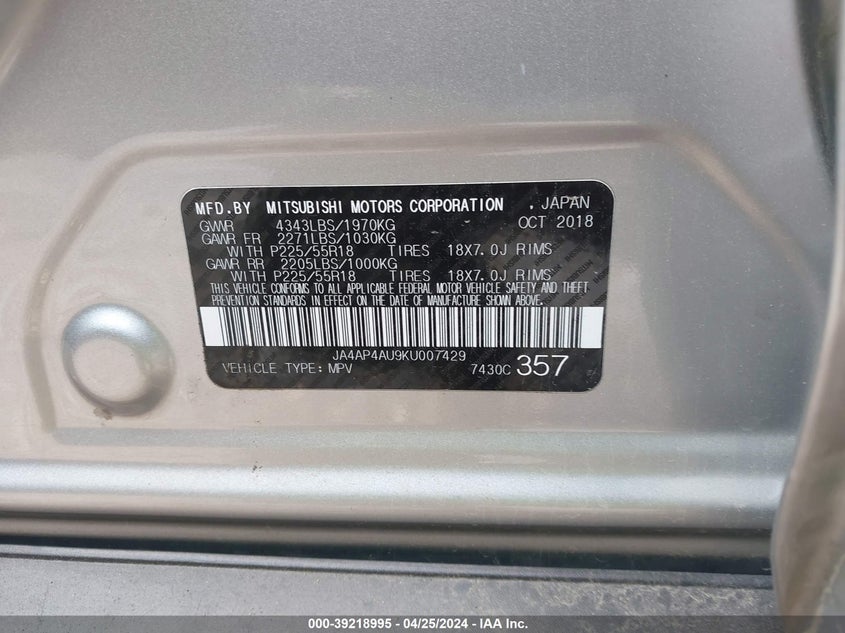 MFD.BY MITSUBISHI MOTORS CORPORATION , JAPAN
GVWR 4343LBS/1970KG OCT 2018
GAWR FR 2271LBS/1030KG
WITH P225/55R18 TIRES 18X7.0J RIMS
GAWR RR 2205LBS/1000KG
WITH P225/55R18 TIRES 18X7.0J RIMS
THIS VEHICLE CONFORMS TO ALL APPLICABLE FEDERAL MOTOR VEHICLE SAFETY AND THEFT
PREVENTION STANDARDS IN EFFECT ON THE DATE OF MANUFACTURE SHOWN ABOVE.
JA4AP4AU9KU007429
VEHICLE TYPE:MPV 7430C 357
000-39218995 - 04/25/2024 - IAA Inc.